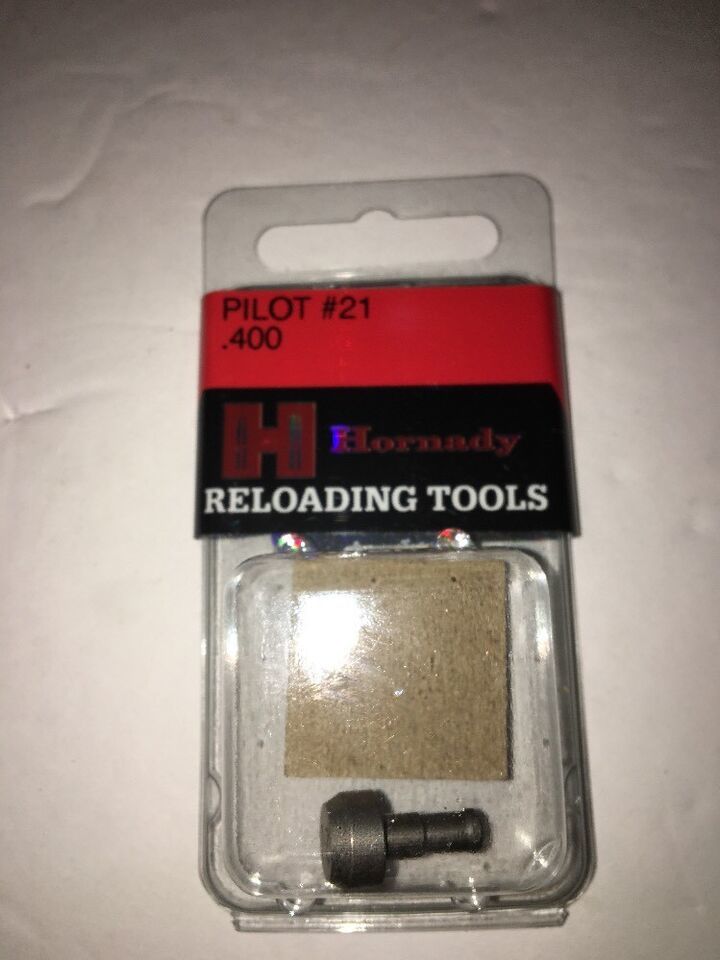 PILOT #21
.400
H Hornady
RELOADING TOOLS